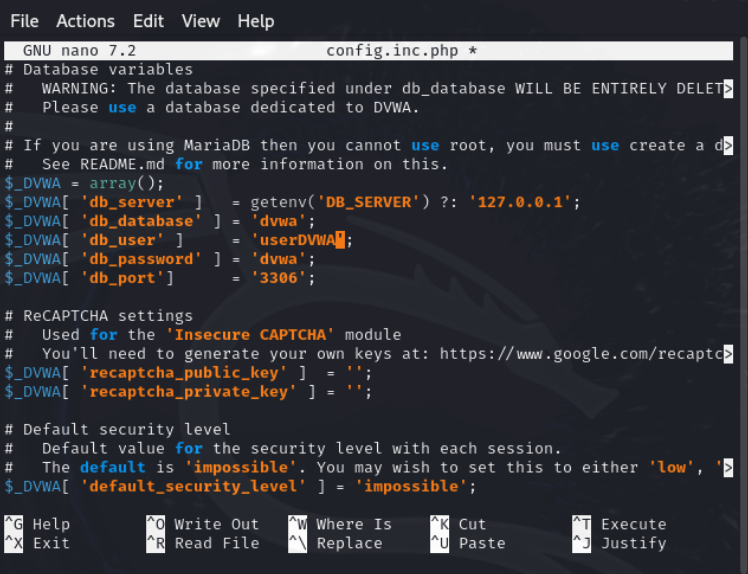 File Actions Edit View Help
GNU nano 7.2 config.inc.php *
# Database variables
#   WARNING: The database specified under db_database WILL BE ENTIRELY DELET>
#   Please use a database dedicated to DVWA.
#
# If you are using MariaDB then you cannot use root, you must use create a d>
#   See README.md for more information on this.
$_DVWA = array();
$_DVWA[ 'db_server' ]   = getenv('DB_SERVER') ?: '127.0.0.1';
$_DVWA[ 'db_database' ] = 'dvwa';
$_DVWA[ 'db_user' ]     = 'userDVWA';
$_DVWA[ 'db_password' ] = 'dvwa';
$_DVWA[ 'db_port']      = '3306';
# ReCAPTCHA settings
#   Used for the 'Insecure CAPTCHA' module
#   You'll need to generate your own keys at: https://www.google.com/recaptc>
$_DVWA[ 'recaptcha_public_key' ]  = '';
$_DVWA[ 'recaptcha_private_key' ] = '';
# Default security level
#   Default value for the security level with each session.
#   The default is 'impossible'. You may wish to set this to either 'low', '>
$_DVWA[ 'default_security_level' ] = 'impossible';
^G Help ^O Write Out ^W Where Is ^K Cut ^T Execute
^X Exit ^R Read File ^\ Replace ^U Paste ^J Justify